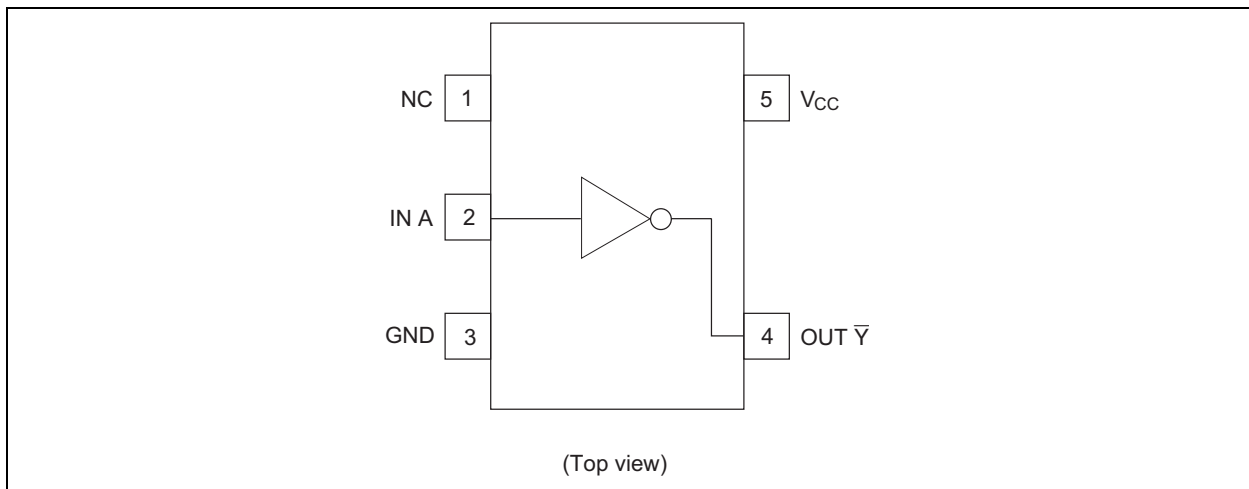 NC 1
5 VCC
IN A 2
GND 3
4 OUT Y̅
(Top view)